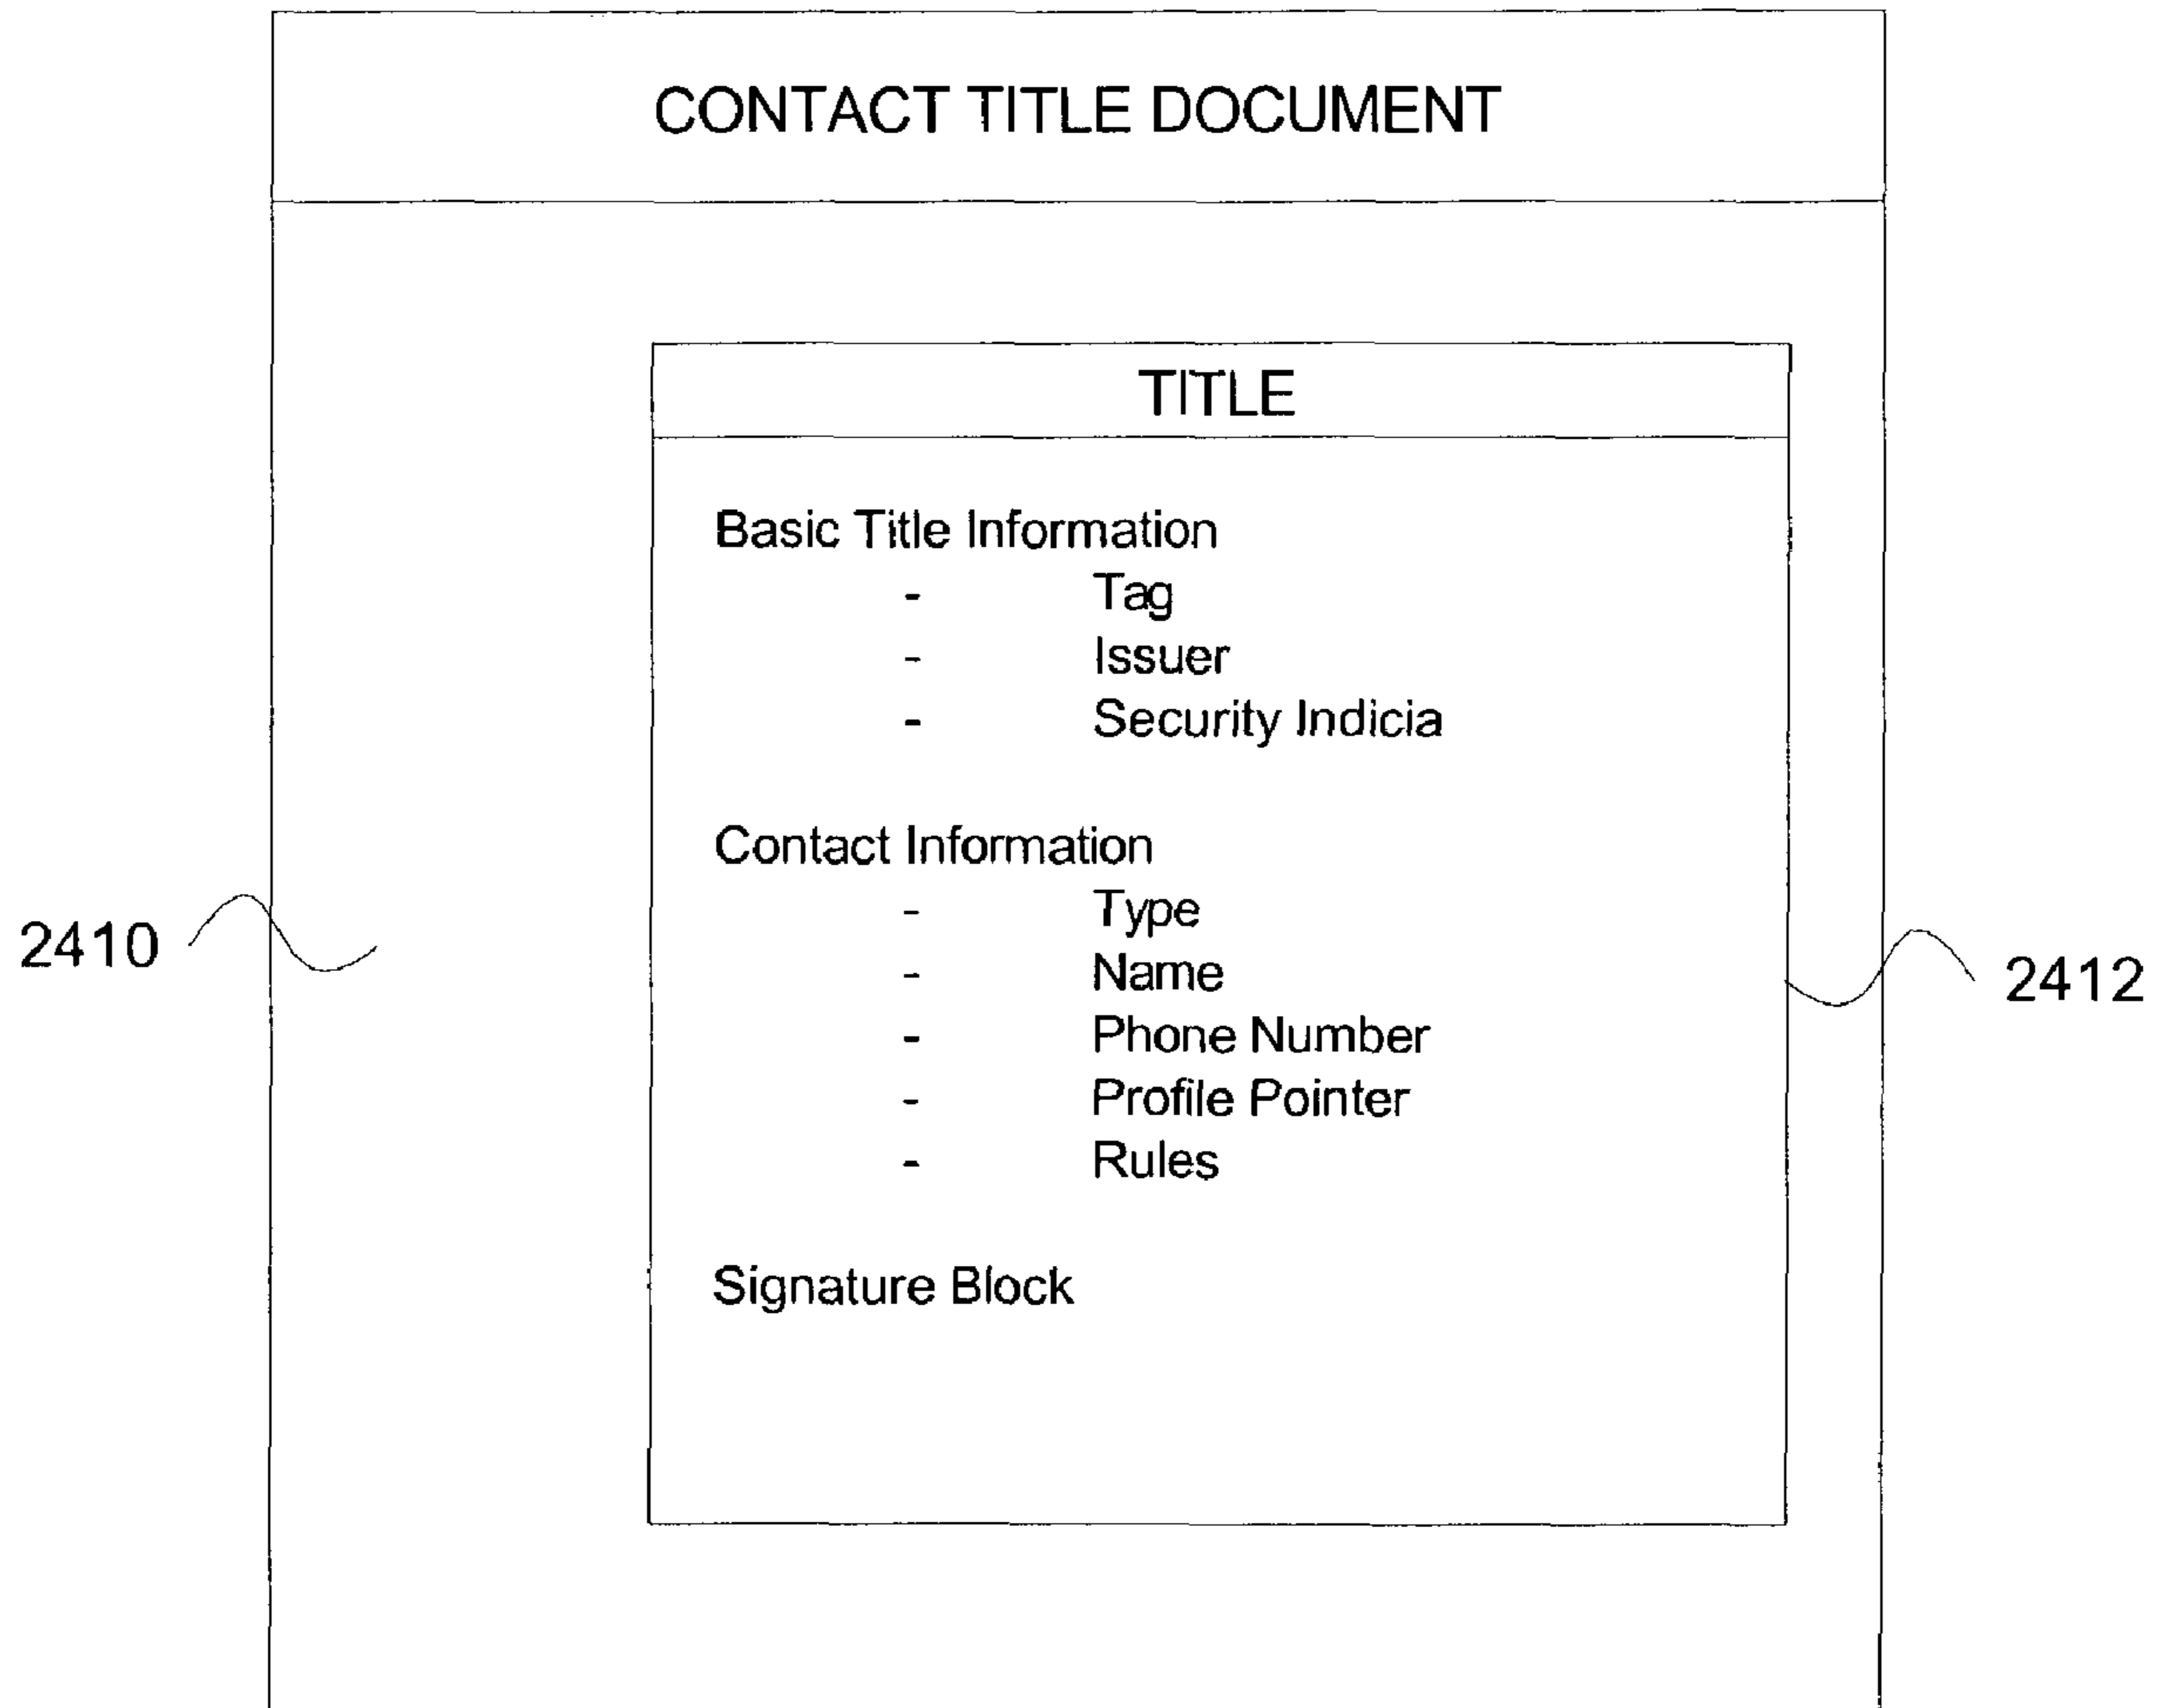 CONTACT TITLE DOCUMENT
TITLE
Basic Title Information
- Tag
- Issuer
- Security Indicia
Contact Information
- Type
- Name
- Phone Number
- Profile Pointer
- Rules
Signature Block
2410
2412